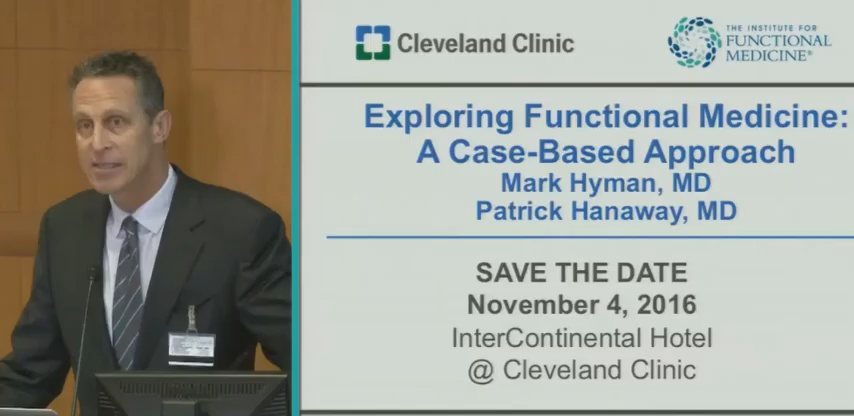 Cleveland Clinic
THE INSTITUTE FOR
FUNCTIONAL
MEDICINE®
Exploring Functional Medicine:
A Case-Based Approach
Mark Hyman, MD
Patrick Hanaway, MD
SAVE THE DATE
November 4, 2016
InterContinental Hotel
@ Cleveland Clinic